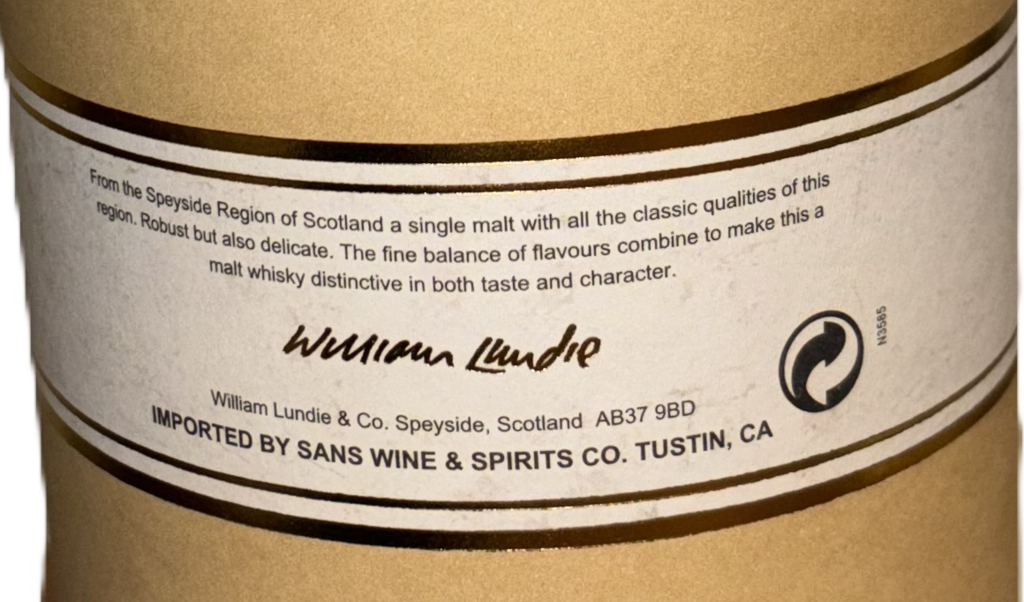 From the Speyside Region of Scotland a single malt with all the classic qualities of this
region. Robust but also delicate. The fine balance of flavours combine to make this a
malt whisky distinctive in both taste and character.
William Lundie
N3585
William Lundie & Co. Speyside, Scotland AB37 9BD
IMPORTED BY SANS WINE & SPIRITS CO. TUSTIN, CA